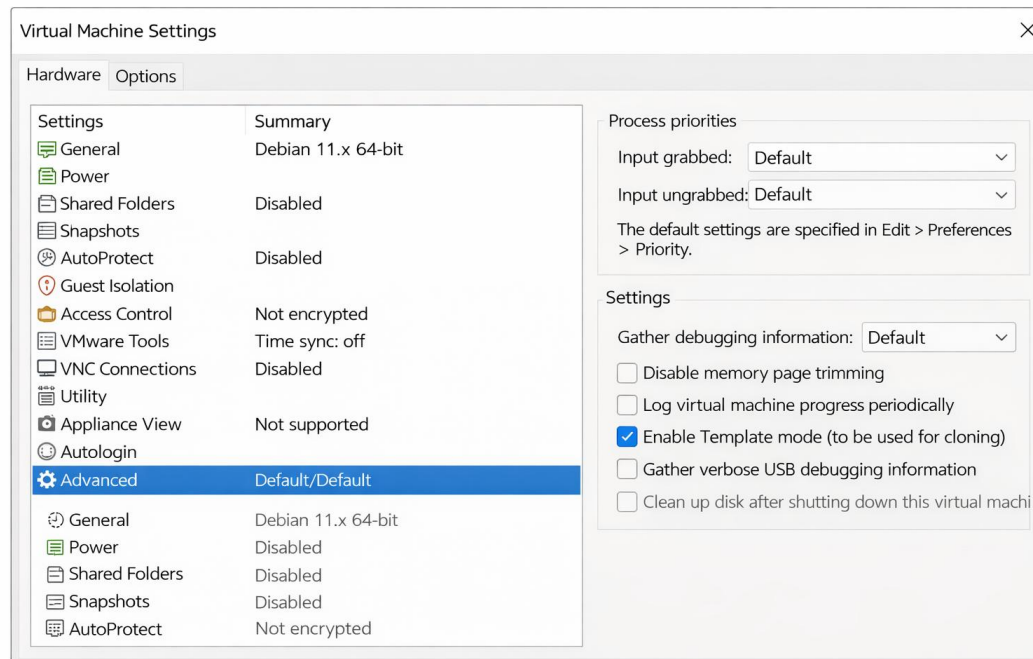 Virtual Machine Settings
Hardware Options
Settings Summary
General Debian 11.x 64-bit
Power
Shared Folders Disabled
Snapshots
AutoProtect Disabled
Guest Isolation
Access Control Not encrypted
VMware Tools Time sync: off
VNC Connections Disabled
Utility
Appliance View Not supported
Autologin
Advanced Default/Default
General Debian 11.x 64-bit
Power Disabled
Shared Folders Disabled
Snapshots Disabled
AutoProtect Not encrypted
Process priorities
Input grabbed: Default
Input ungrabbed: Default
The default settings are specified in Edit > Preferences
> Priority.
Settings
Gather debugging information: Default
Disable memory page trimming
Log virtual machine progress periodically
Enable Template mode (to be used for cloning)
Gather verbose USB debugging information
Clean up disk after shutting down this virtual machi